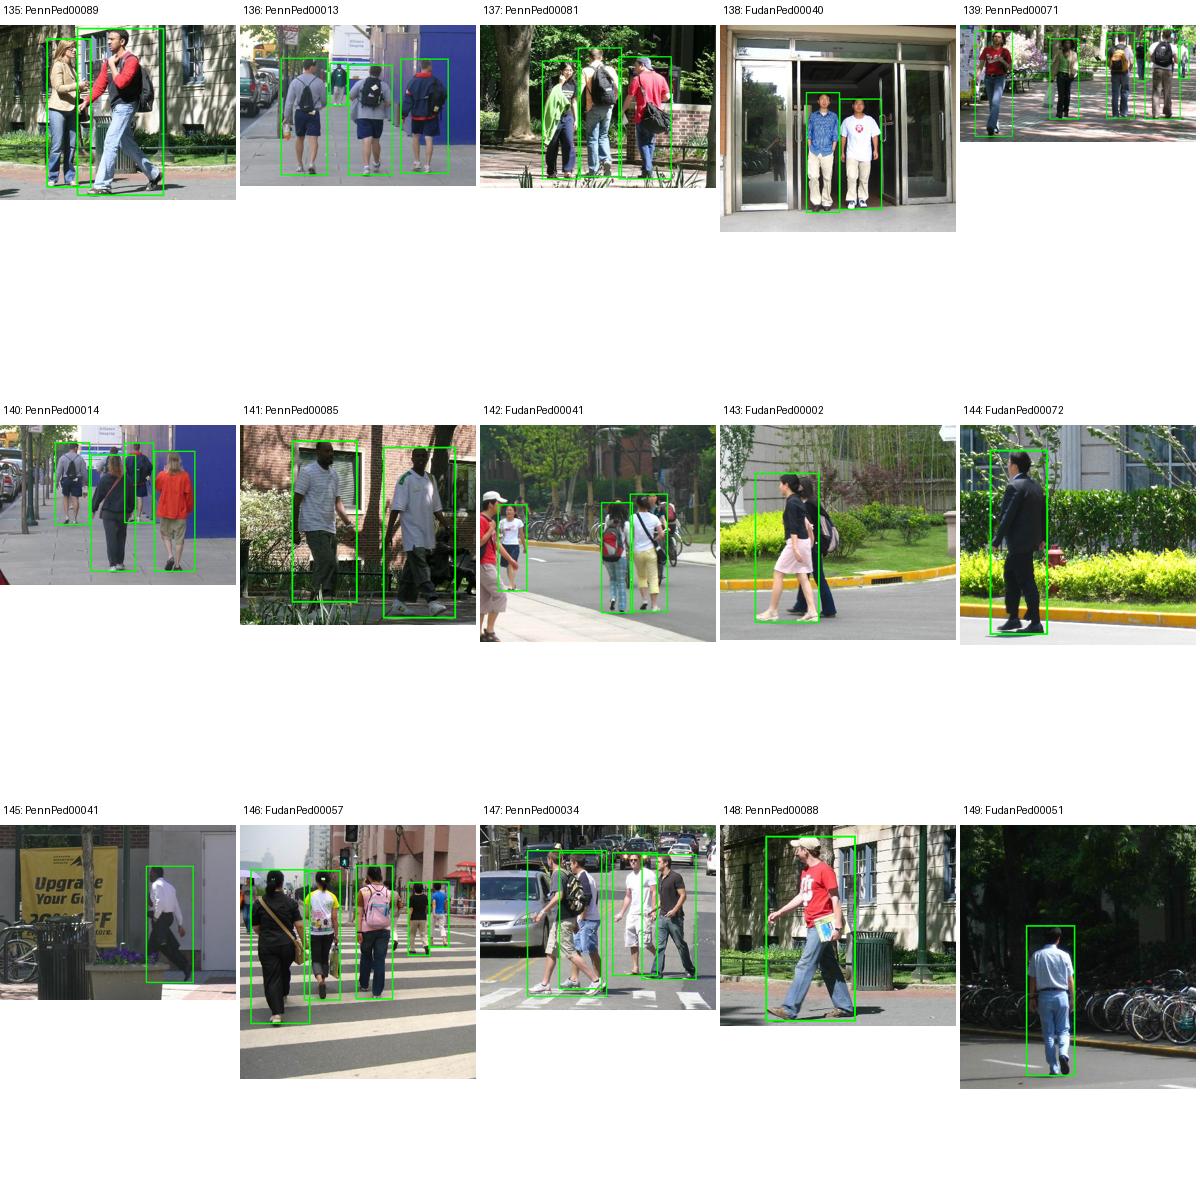 135: PennPed00089
136: PennPed00013
137: PennPed00081
138: FudanPed00040
139: PennPed00071
140: PennPed00014
141: PennPed00085
142: FudanPed00041
143: FudanPed00002
144: FudanPed00072
145: PennPed00041
146: FudanPed00057
147: PennPed00034
148: PennPed00088
149: FudanPed00051
Upgrade
Your